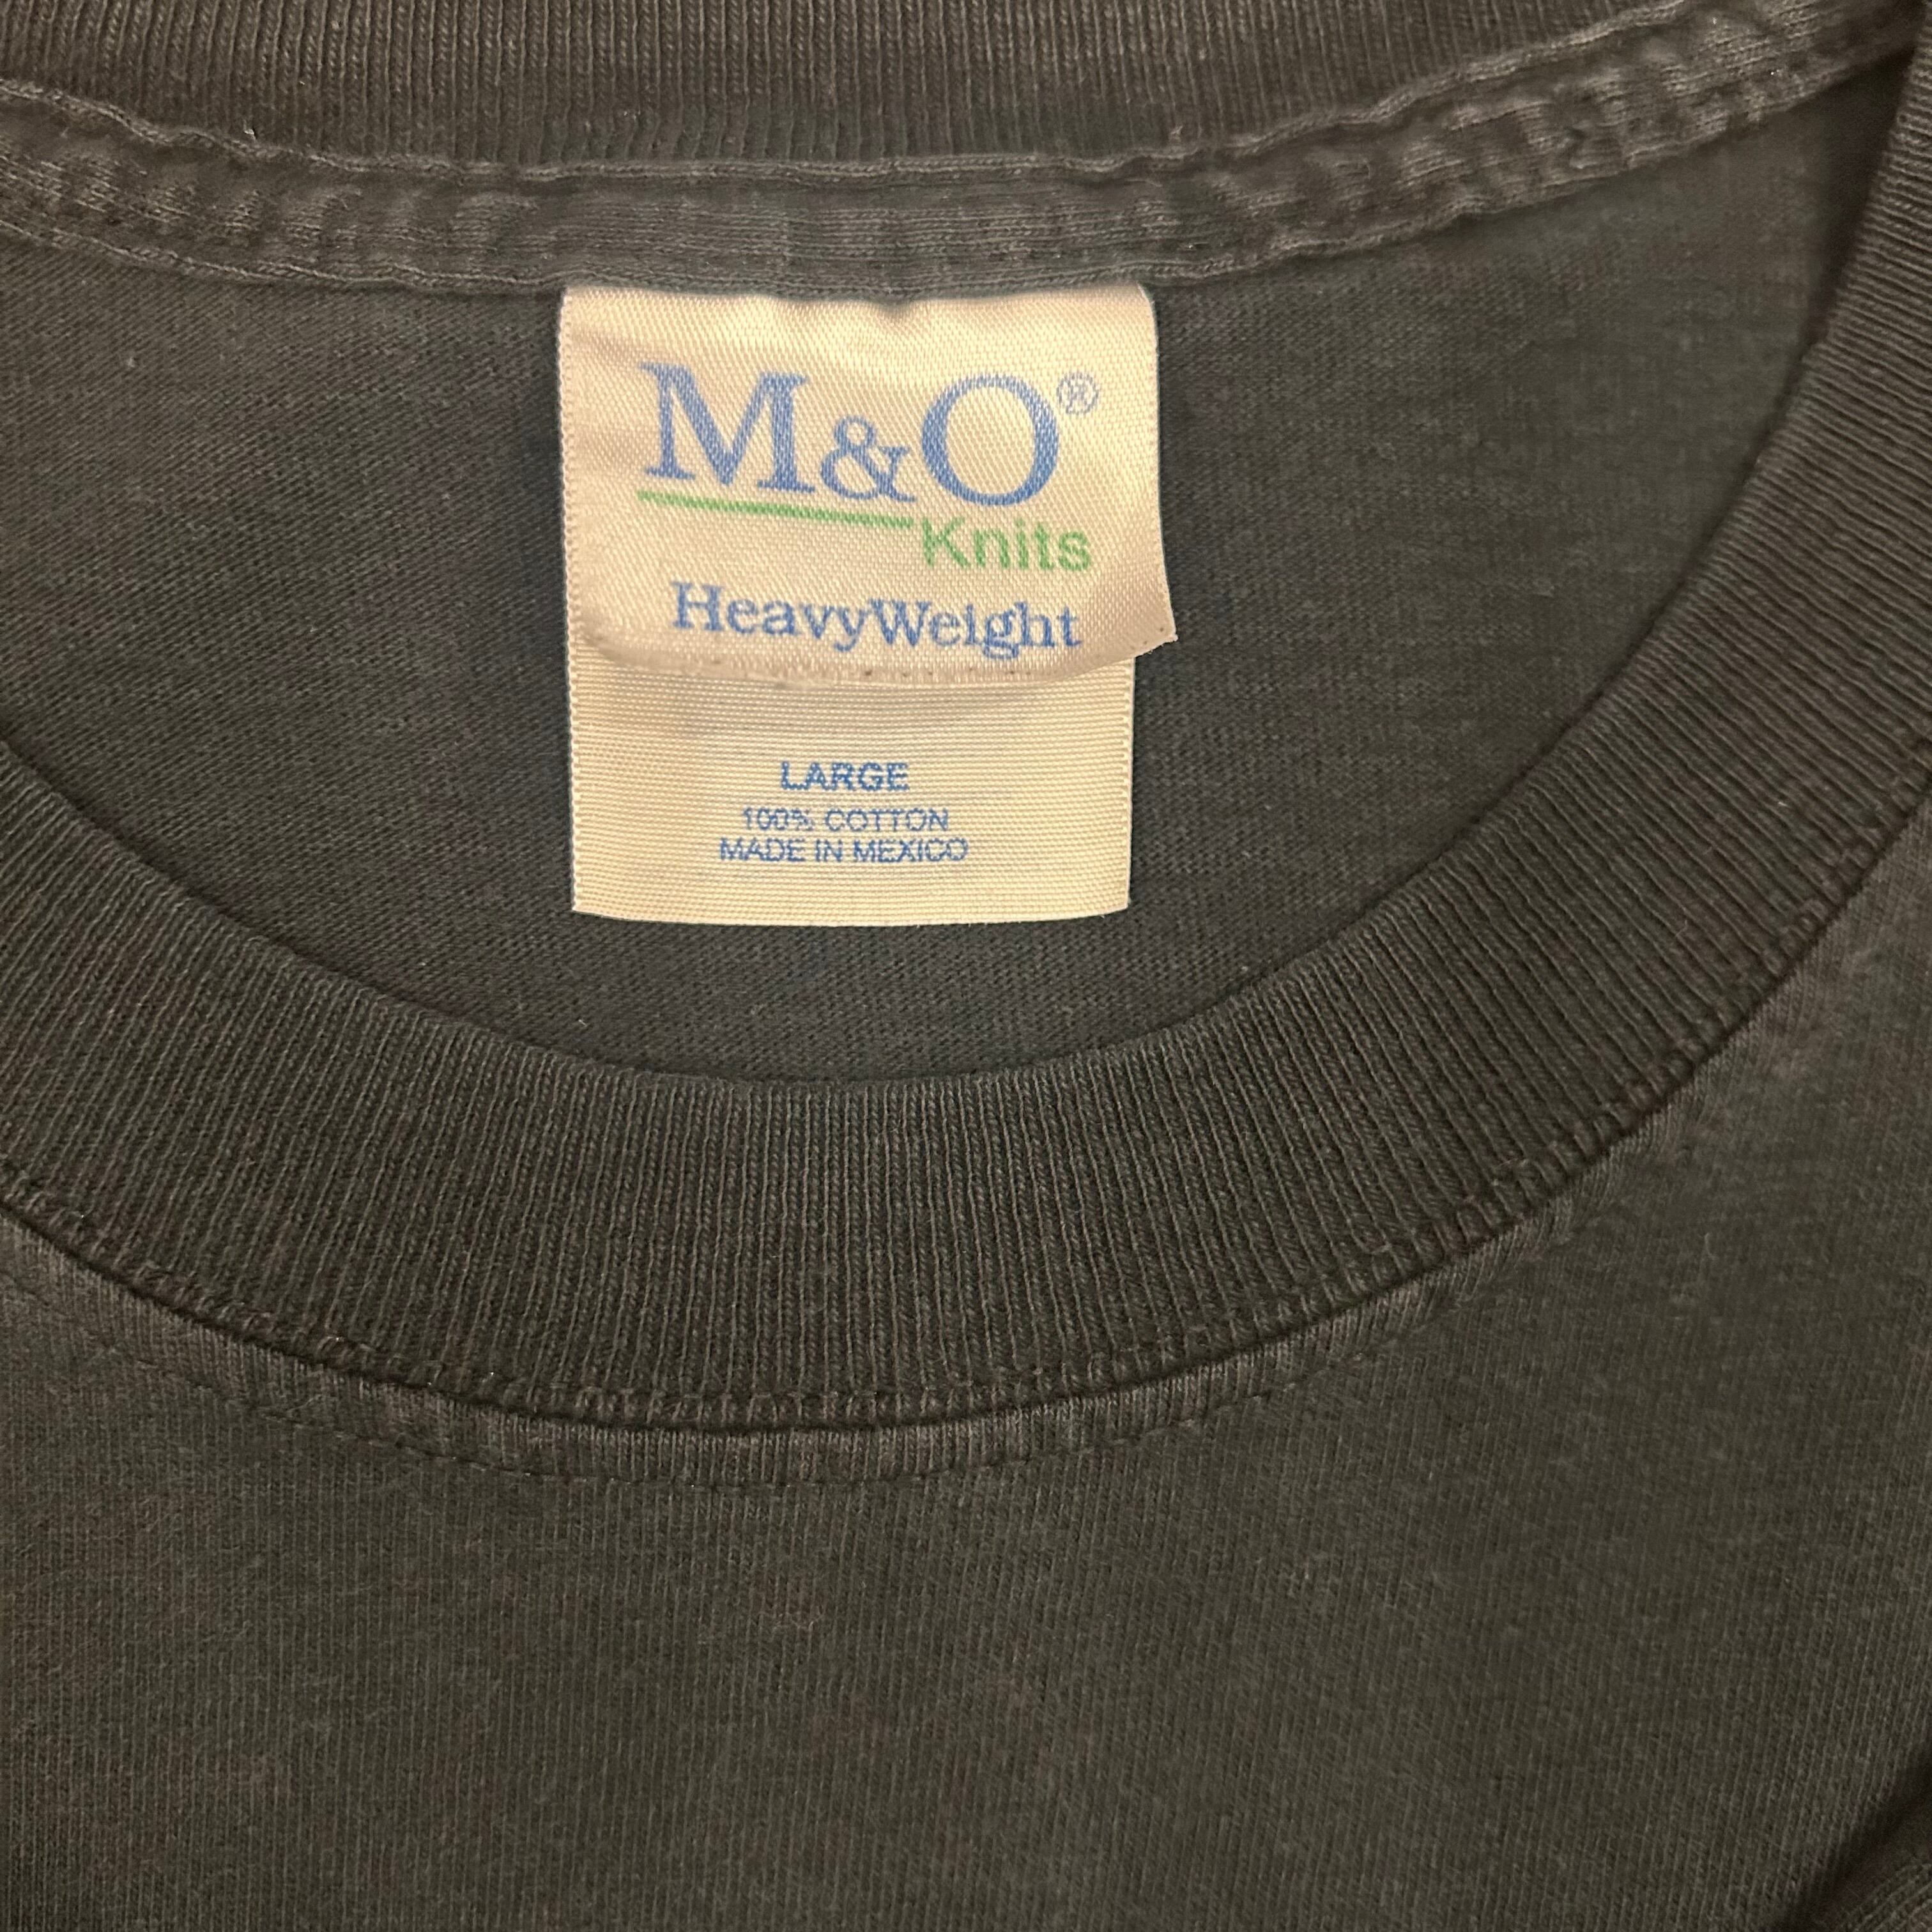 M&O®
Knits
HeavyWeight
LARGE
100% COTTON
MADE IN MEXICO